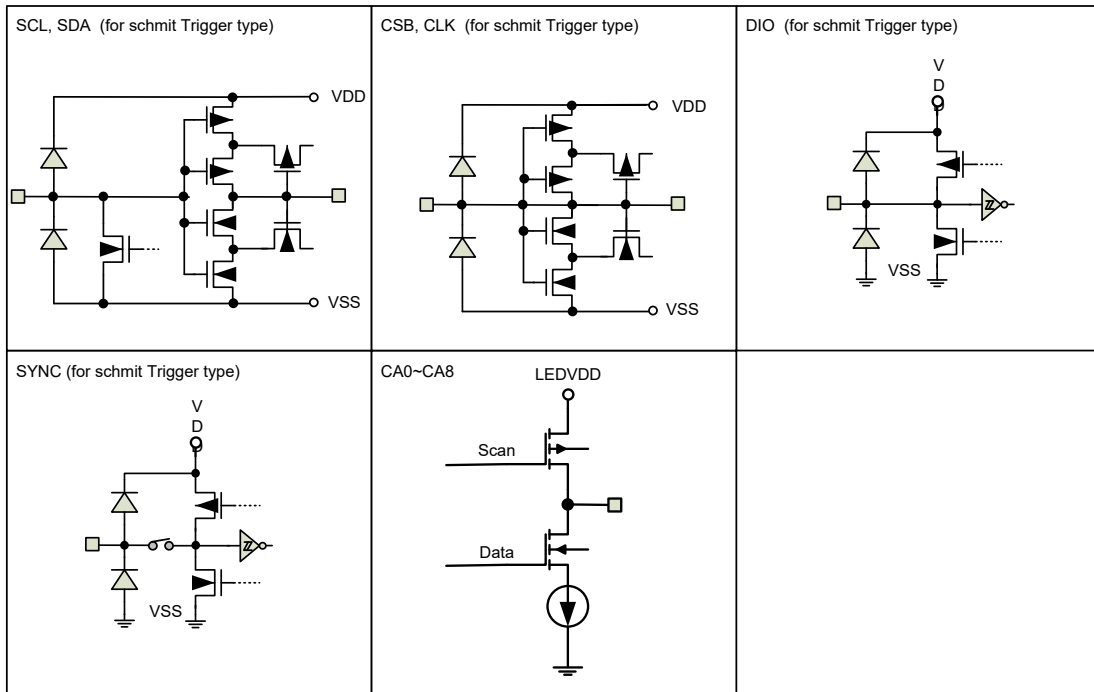 SCL, SDA (for schmit Trigger type)
VDD
VSS
CSB, CLK (for schmit Trigger type)
VDD
VSS
DIO (for schmit Trigger type)
V
D
VSS
SYNC (for schmit Trigger type)
V
D
VSS
CA0~CA8
LEDVDD
Scan
Data